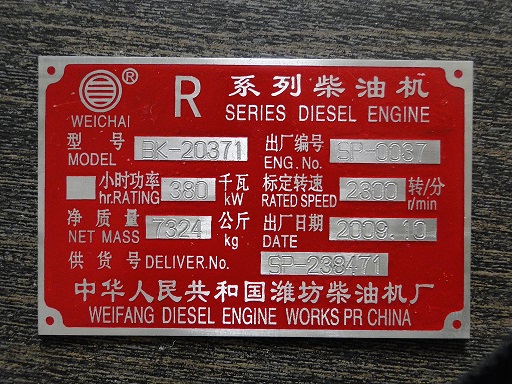 ® R 系列柴油机
WEICHAI SERIES DIESEL ENGINE
型号 BK-20371 出厂编号 SP-0037
MODEL ENG.No.
小时功率 380 千瓦 标定转速 2300 转/分
hr.RATING kW RATED SPEED r/min
净质量 7324 公斤 出厂日期 2009.10
NET MASS kg DATE
供货号 DELIVER.No. SP-238471
中华人民共和国潍坊柴油机厂
WEIFANG DIESEL ENGINE WORKS PR CHINA